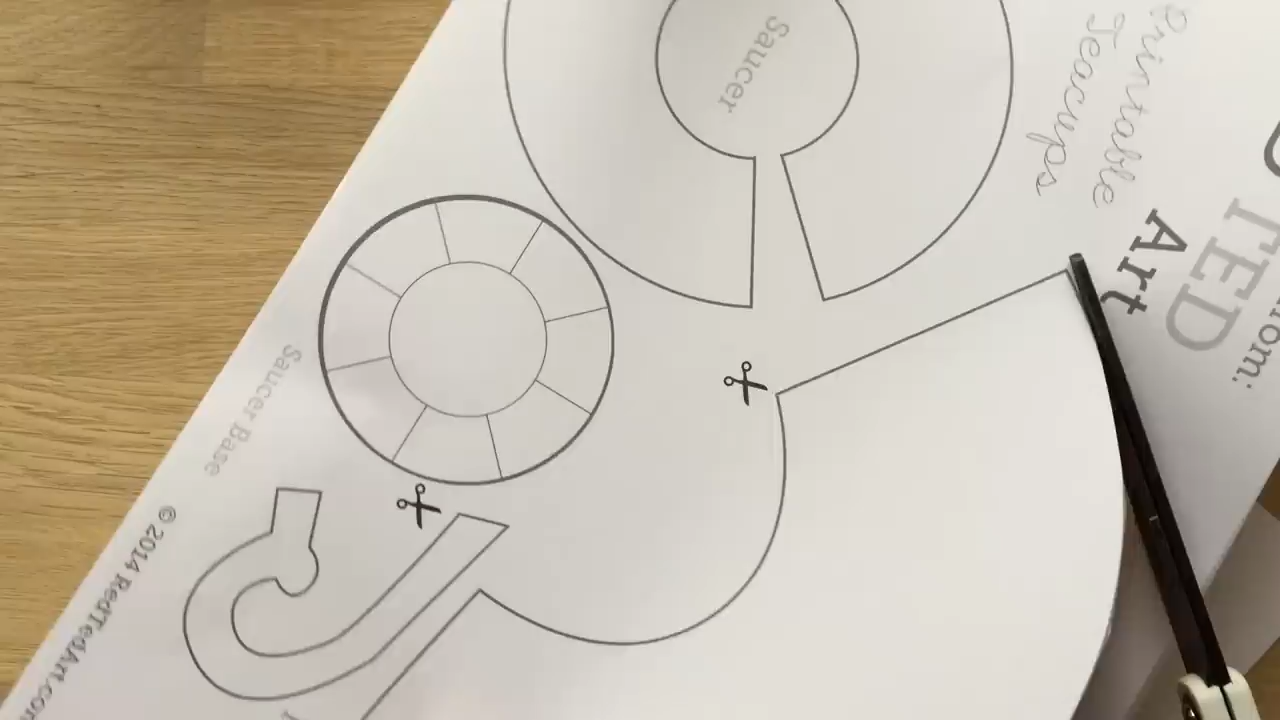 Saucer
Printable
Teacups
from:
TED
Art
Saucer Base
© 2014 RedTedArt.com